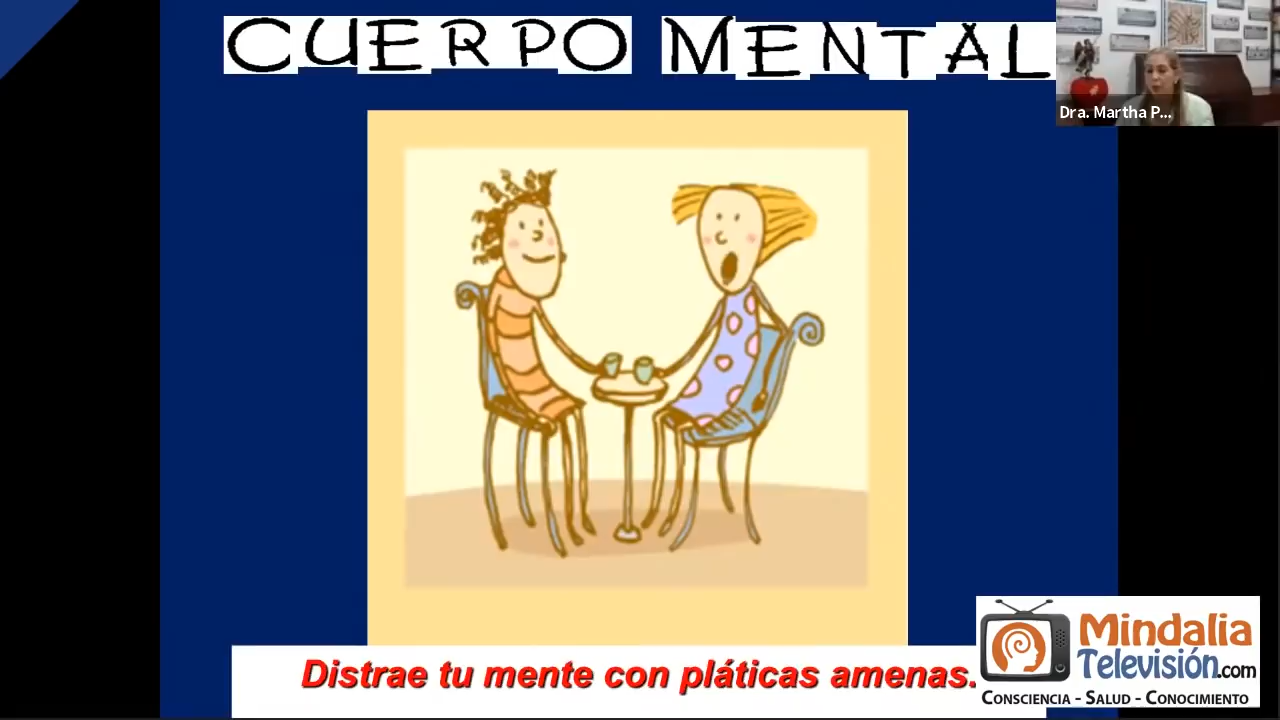 CUERPO MENTAL
Dra. Martha P...
Distrae tu mente con pláticas amenas.
Mindalia
Televisión.com
CONSCIENCIA - SALUD - CONOCIMIENTO